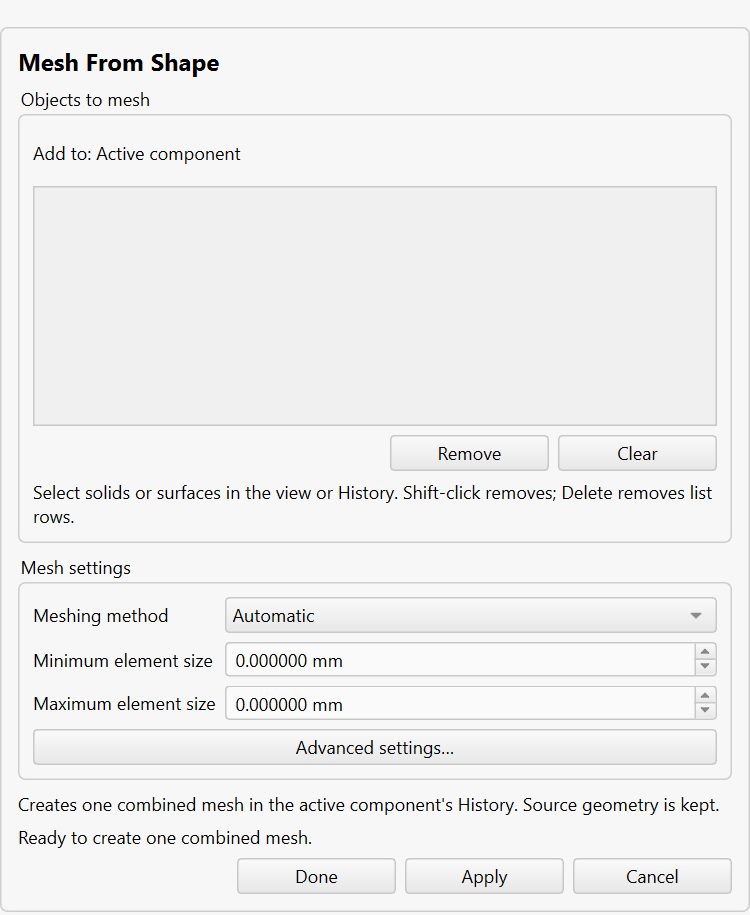 Mesh From Shape
Objects to mesh
Add to: Active component
Remove
Clear
Select solids or surfaces in the view or History. Shift-click removes; Delete removes list
rows.
Mesh settings
Meshing method
Automatic
Minimum element size
0.000000 mm
Maximum element size
0.000000 mm
Advanced settings...
Creates one combined mesh in the active component's History. Source geometry is kept.
Ready to create one combined mesh.
Done
Apply
Cancel